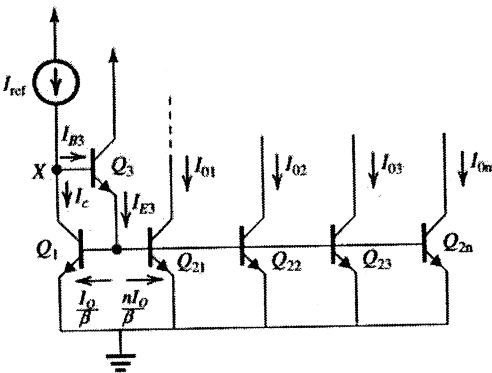 I_ref
I_B3
X
Q_3
I_c
I_E3
I_01
I_02
I_03
I_0n
Q_1
Q_21
Q_22
Q_23
Q_2n
I_O/β
nI_O/β